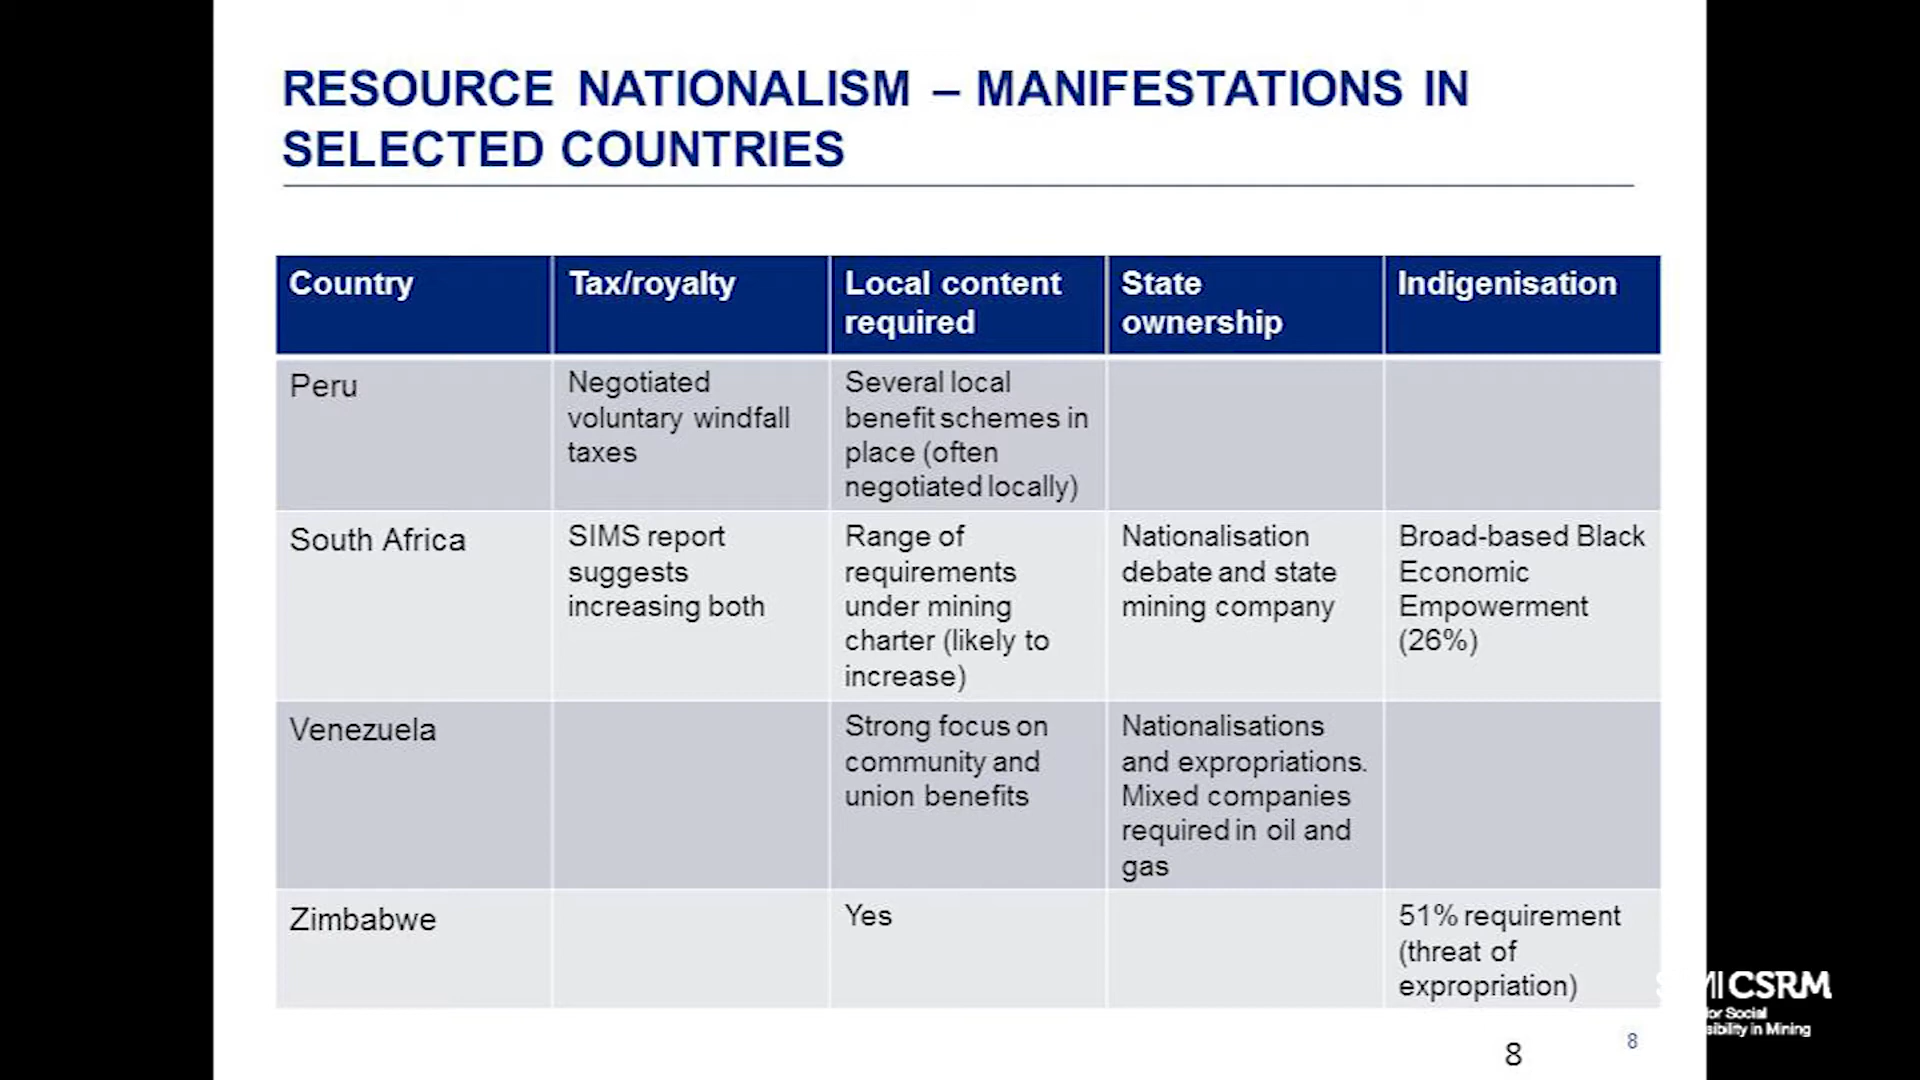 RESOURCE NATIONALISM – MANIFESTATIONS IN
SELECTED COUNTRIES
Country
Tax/royalty
Local content
required
State
ownership
Indigenisation
Peru
Negotiated
voluntary windfall
taxes
Several local
benefit schemes in
place (often
negotiated locally)
South Africa
SIMS report
suggests
increasing both
Range of
requirements
under mining
charter (likely to
increase)
Nationalisation
debate and state
mining company
Broad-based Black
Economic
Empowerment
(26%)
Venezuela
Strong focus on
community and
union benefits
Nationalisations
and expropriations.
Mixed companies
required in oil and
gas
Zimbabwe
Yes
51% requirement
(threat of
expropriation)
CSRM
for Social
in Mining
8
8